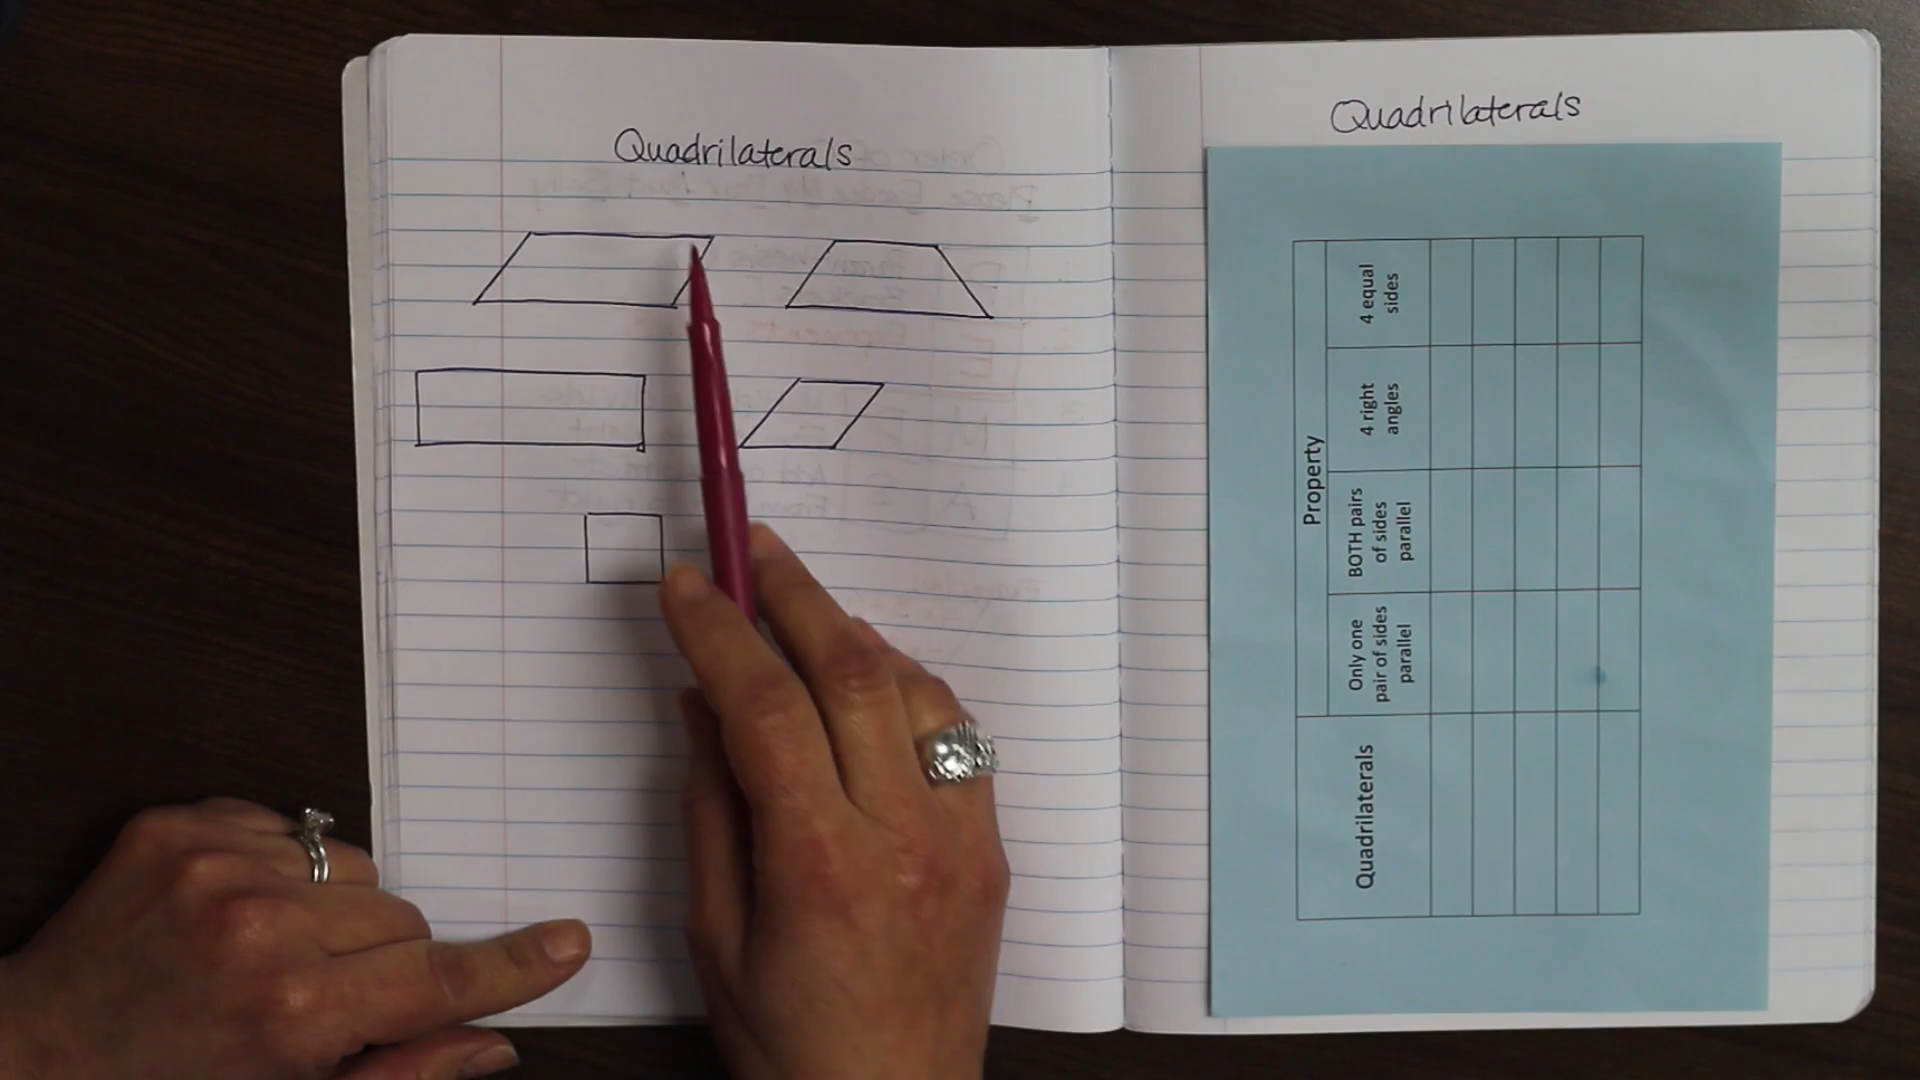 Quadrilaterals
Quadrilaterals
Quadrilaterals
Property
Only one
pair of sides
parallel
BOTH pairs
of sides
parallel
4 right
angles
4 equal
sides